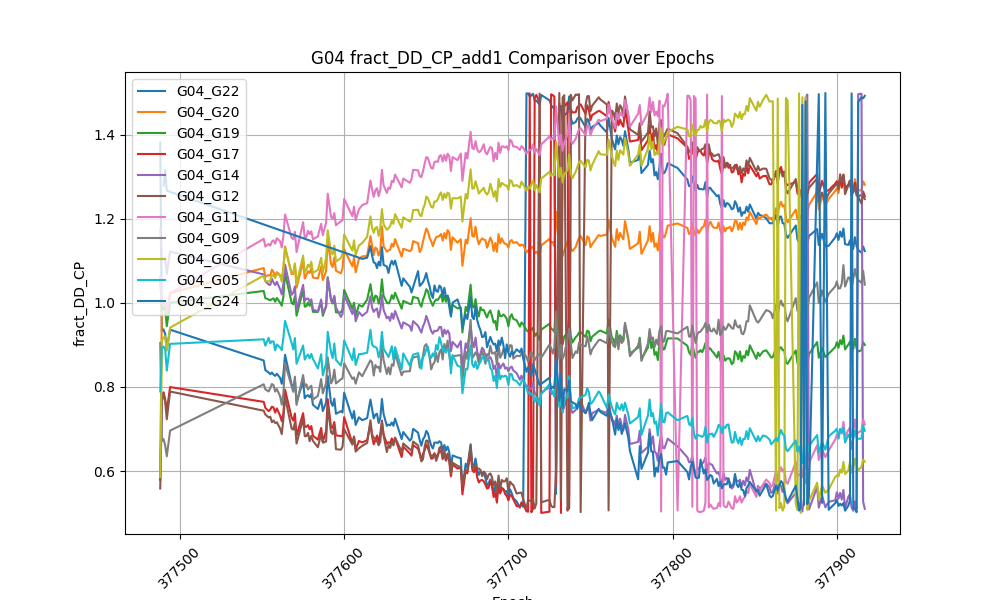 G04 fract_DD_CP_add1 Comparison over Epochs
fract_DD_CP
1.4
1.2
1.0
0.8
0.6
G04_G22
G04_G20
G04_G19
G04_G17
G04_G14
G04_G12
G04_G11
G04_G09
G04_G06
G04_G05
G04_G24
377500
377600
377700
377800
377900
Epoch